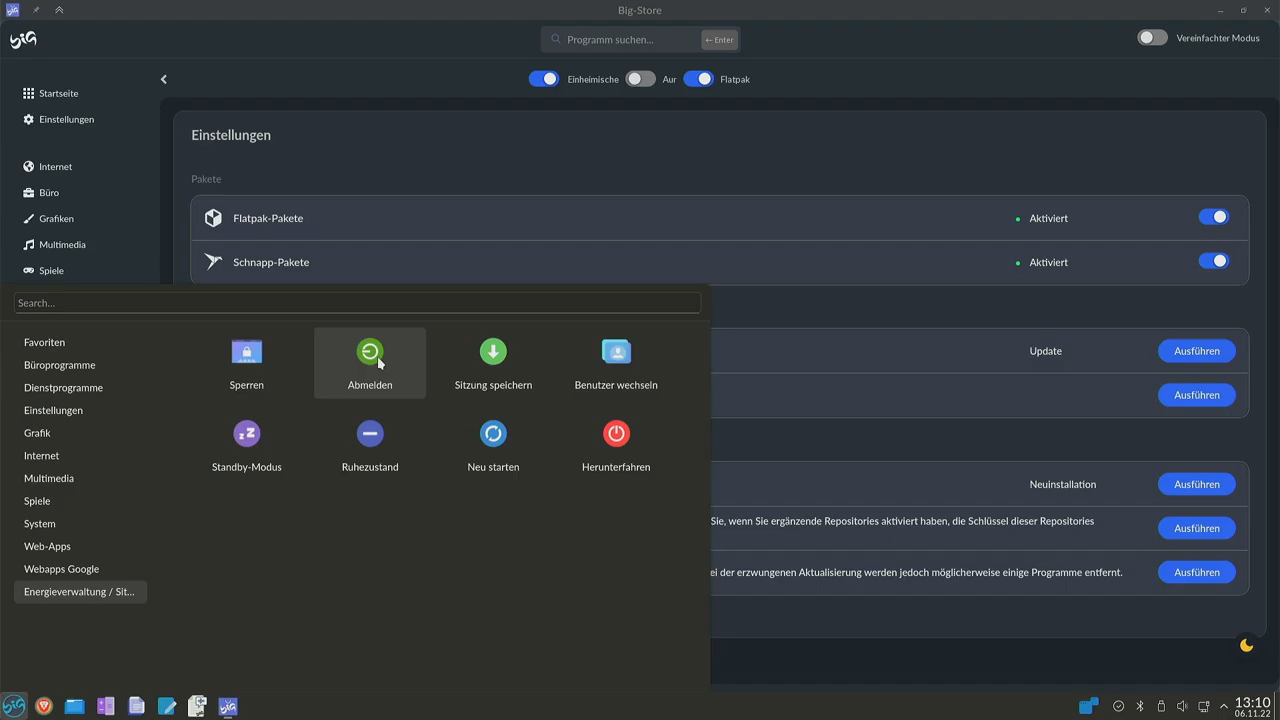 Big-Store
Programm suchen...
←Enter
Vereinfachter Modus
Einheimische
Aur
Flatpak
Startseite
Einstellungen
Internet
Büro
Grafiken
Multimedia
Spiele
Einstellungen
Pakete
Flatpak-Pakete
Aktiviert
Schnapp-Pakete
Aktiviert
Update
Ausführen
Ausführen
Neuinstallation
Ausführen
Sie, wenn Sie ergänzende Repositories aktiviert haben, die Schlüssel dieser Repositories
Ausführen
ei der erzwungenen Aktualisierung werden jedoch möglicherweise einige Programme entfernt.
Ausführen
Search...
Favoriten
Büroprogramme
Dienstprogramme
Einstellungen
Grafik
Internet
Multimedia
Spiele
System
Web-Apps
Webapps Google
Energieverwaltung / Sit...
Sperren
Abmelden
Sitzung speichern
Benutzer wechseln
Standby-Modus
Ruhezustand
Neu starten
Herunterfahren
13:10
06.11.22